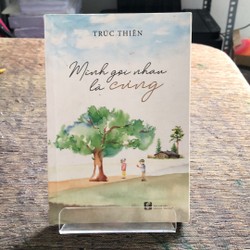 TRÚC THIÊN
Mình gọi nhau
là cưng